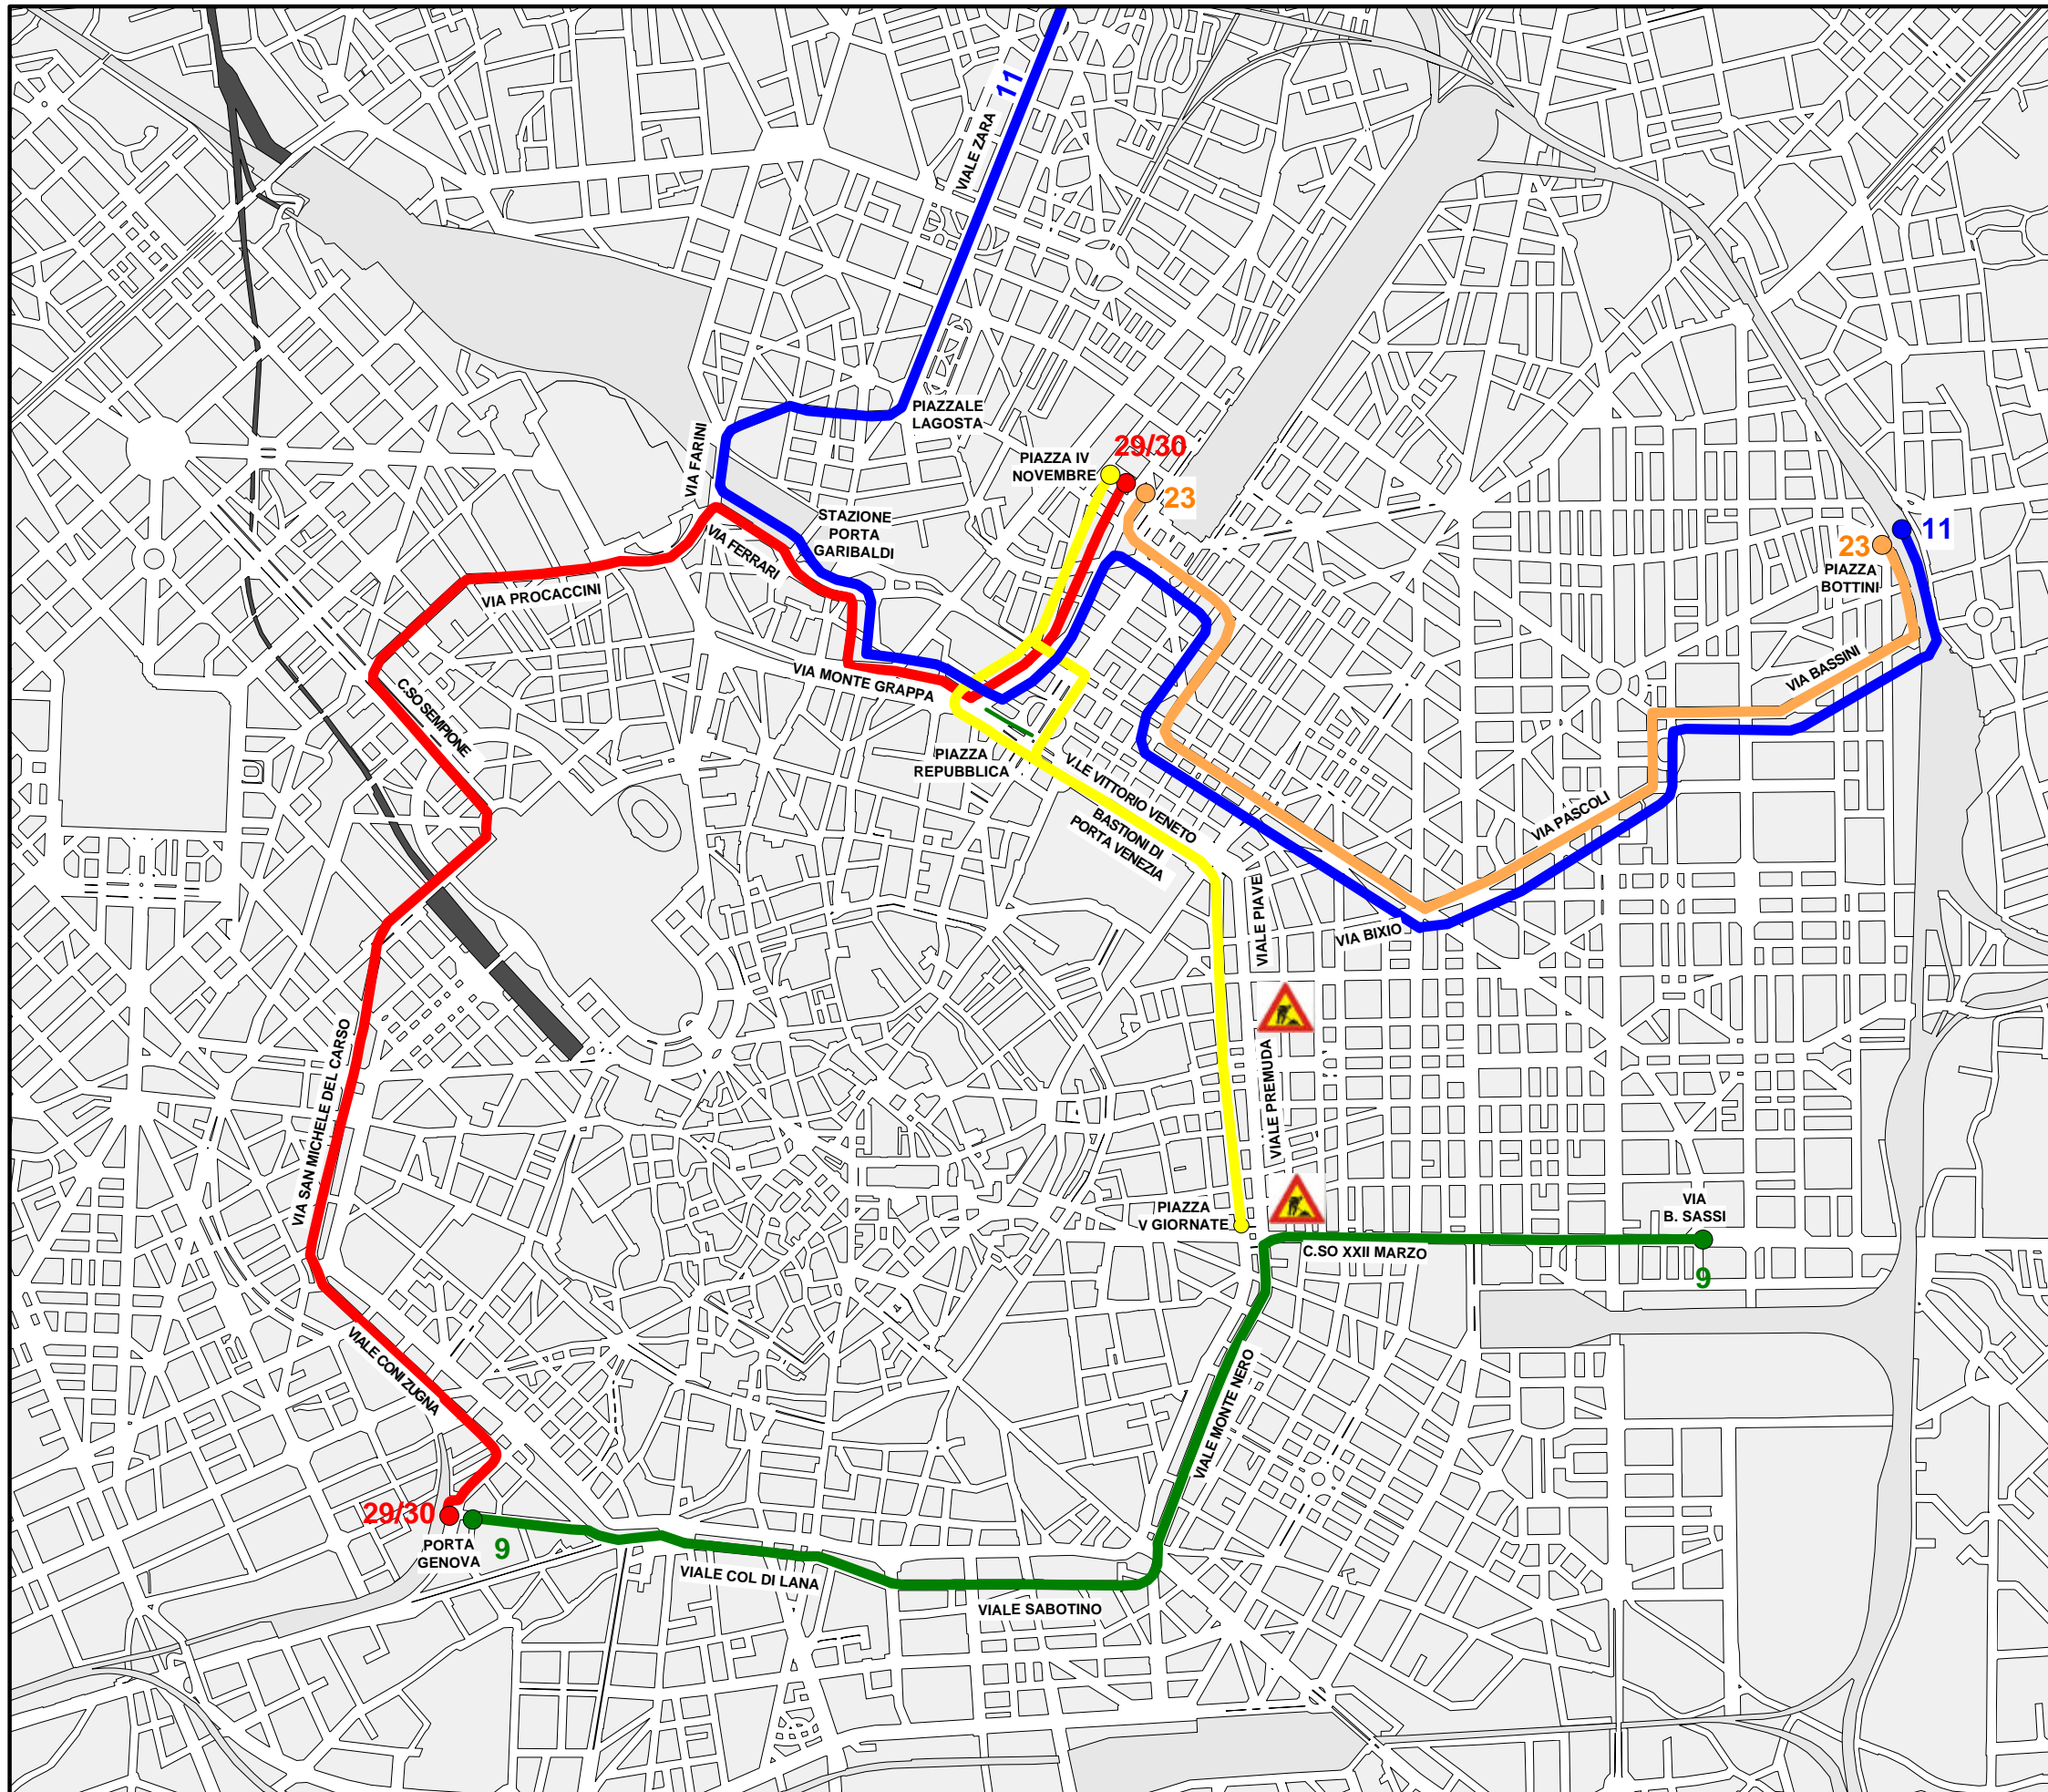 11
VIALE ZARA
PIAZZALE
LAGOSTA
VIA FARINI
29/30
PIAZZA IV
NOVEMBRE
23
STAZIONE
PORTA
GARIBALDI
VIA FERRARI
11
23
PIAZZA
BOTTINI
VIA PROCACCINI
VIA MONTE GRAPPA
VIA BASSINI
C.SO SEMPIONE
PIAZZA
REPUBBLICA
V.LE VITTORIO VENETO
BASTIONI DI
PORTA VENEZIA
VIA PASCOLI
VIALE PIAVE
VIA BIXIO
VIA SAN MICHELE DEL CARSO
VIALE PREMUDA
PIAZZA
V GIORNATE
VIA
B. SASSI
C.SO XXII MARZO
9
VIALE CONI ZUGNA
VIALE MONTE NERO
29/30
PORTA
GENOVA
9
VIALE COL DI LANA
VIALE SABOTINO